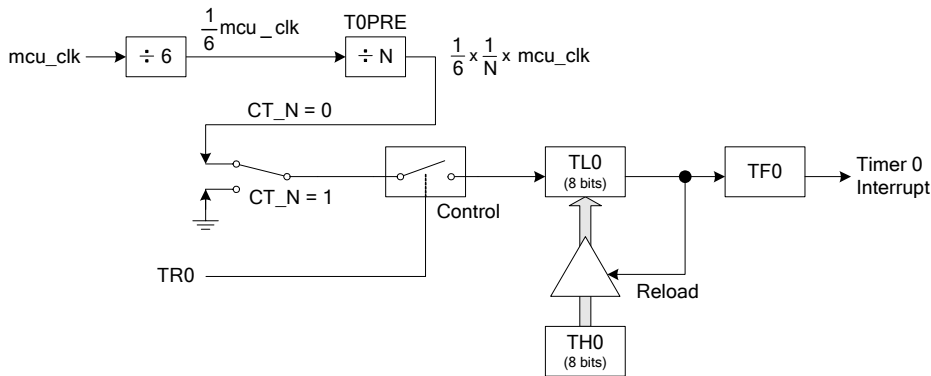 T0PRE
1/6 mcu_clk
mcu_clk
÷ 6
÷ N
1/6 x 1/N x mcu_clk
CT_N = 0
CT_N = 1
Control
TL0
(8 bits)
TF0
Timer 0
Interrupt
TR0
Reload
TH0
(8 bits)